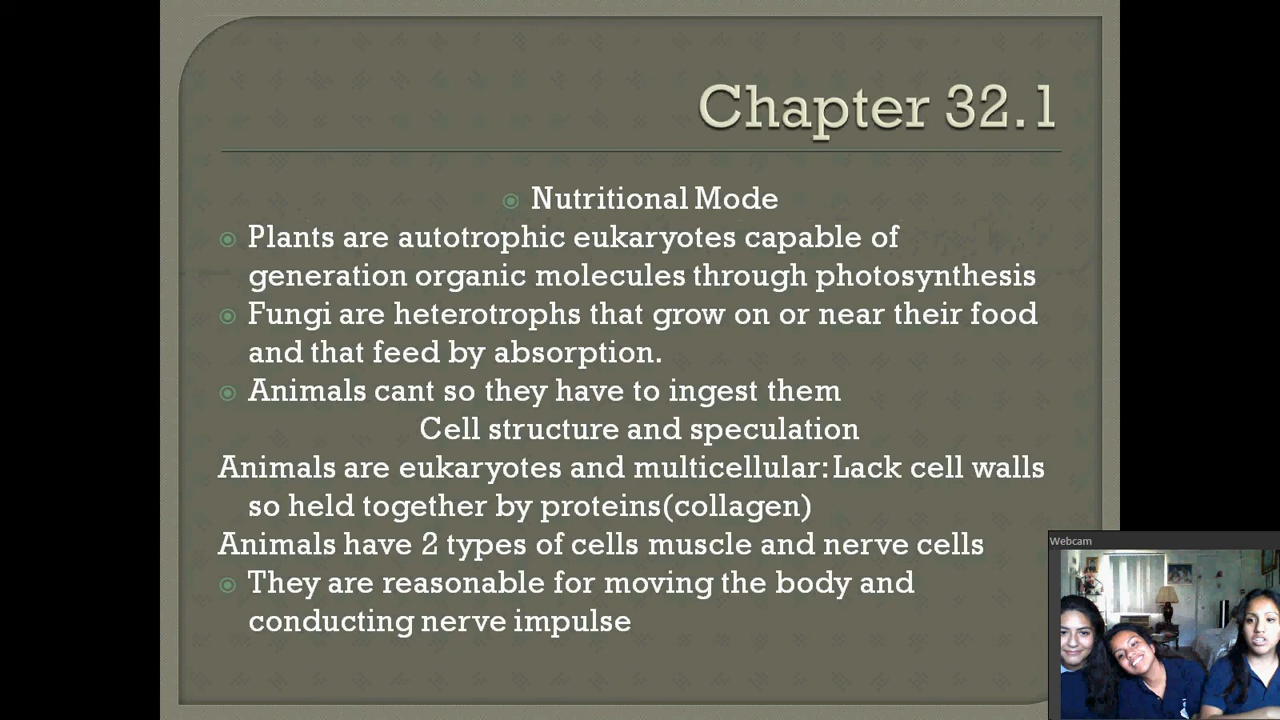 Chapter 32.1
Nutritional Mode
Plants are autotrophic eukaryotes capable of
generation organic molecules through photosynthesis
Fungi are heterotrophs that grow on or near their food
and that feed by absorption.
Animals cant so they have to ingest them
Cell structure and speculation
Animals are eukaryotes and multicellular: Lack cell walls
so held together by proteins(collagen)
Animals have 2 types of cells muscle and nerve cells
They are reasonable for moving the body and
conducting nerve impulse
Webcam